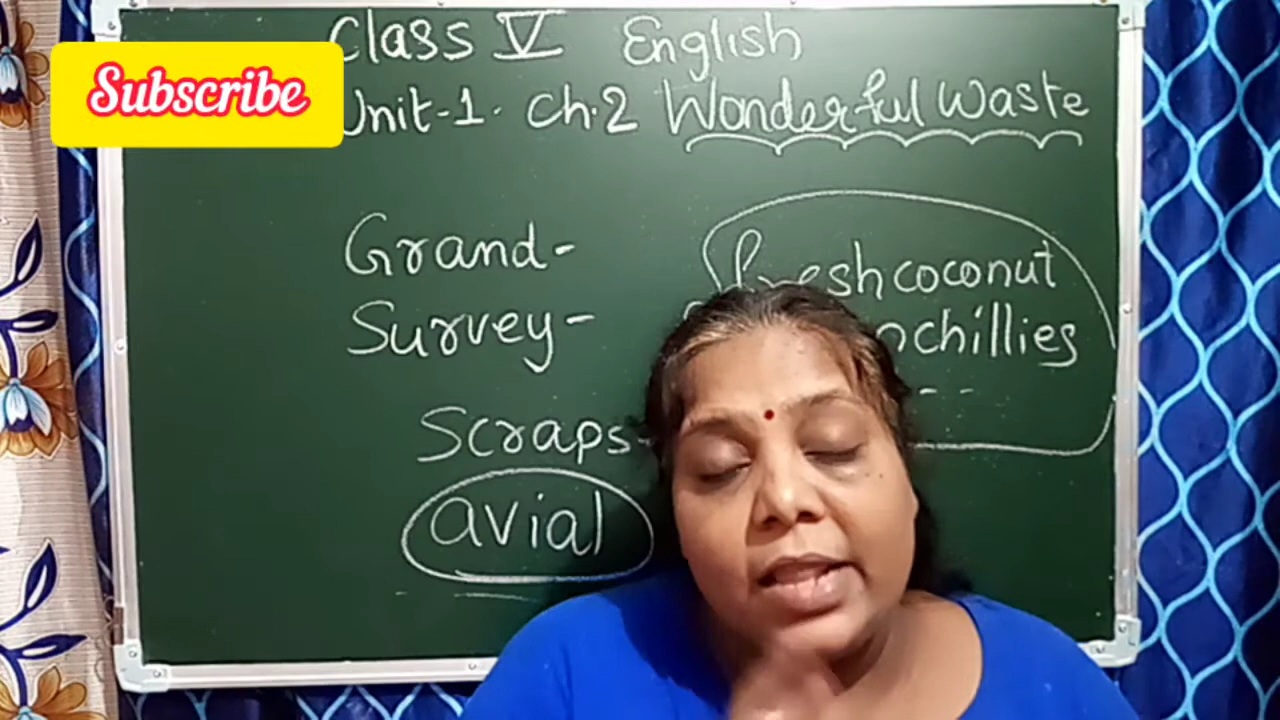 Subscribe
Class V English
Unit-1. Ch.2 Wonderful Waste
Grand-
Survey-
Scraps-
avial
fresh coconut
chillies